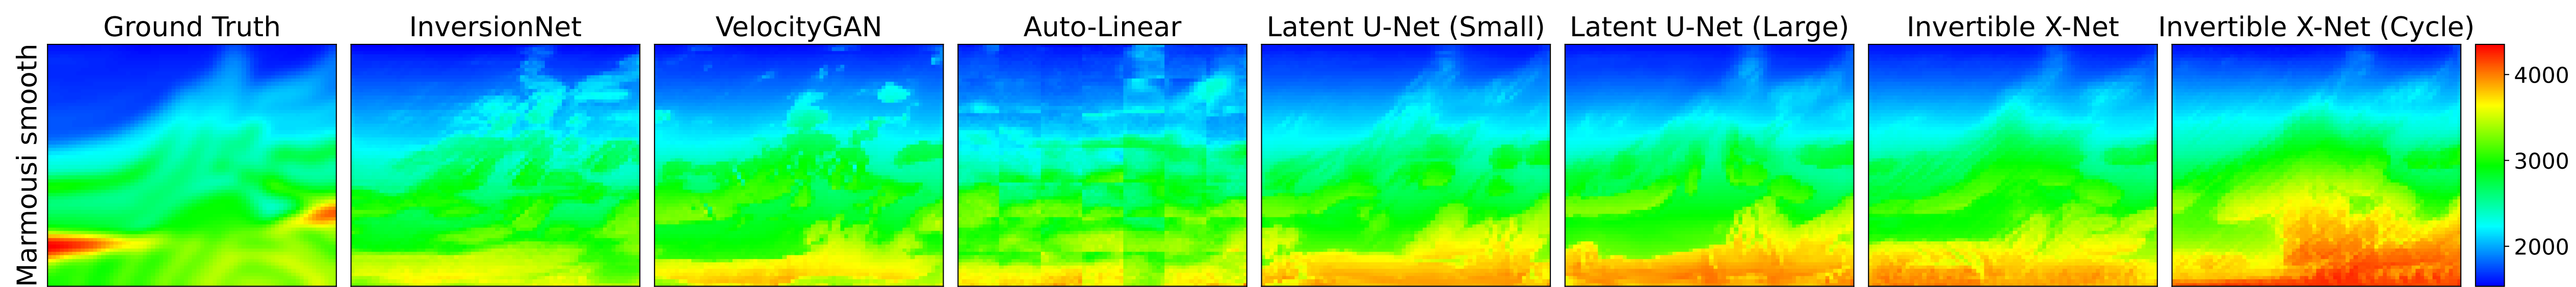 Ground Truth
InversionNet
VelocityGAN
Auto-Linear
Latent U-Net (Small)
Latent U-Net (Large)
Invertible X-Net
Invertible X-Net (Cycle)
Marmousi smooth
4000
3000
2000